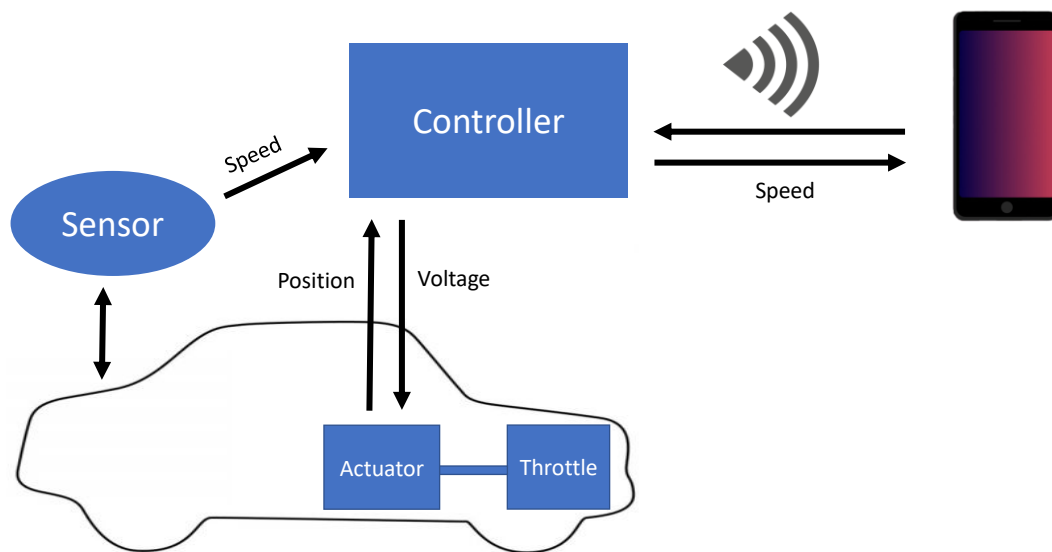 Controller
Speed
Sensor
Speed
Position
Voltage
Actuator
Throttle